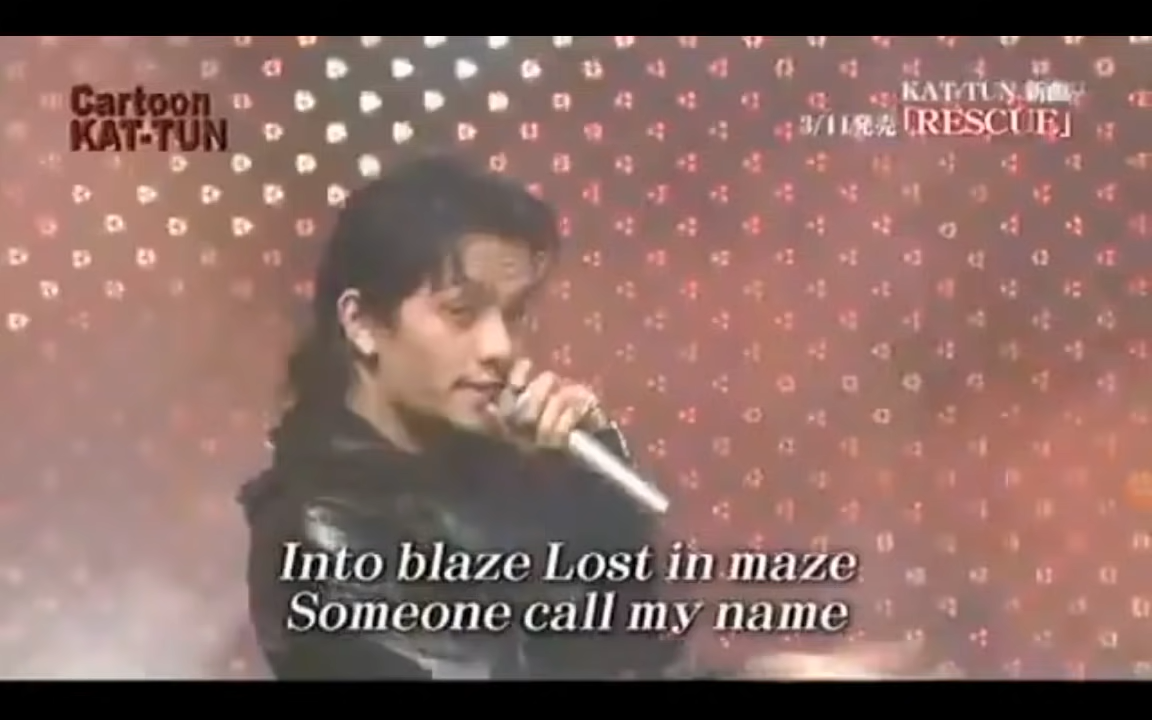 Cartoon
KAT-TUN
KAT-TUN 新曲
3/11発売「RESCUE」
Into blaze Lost in maze
Someone call my name